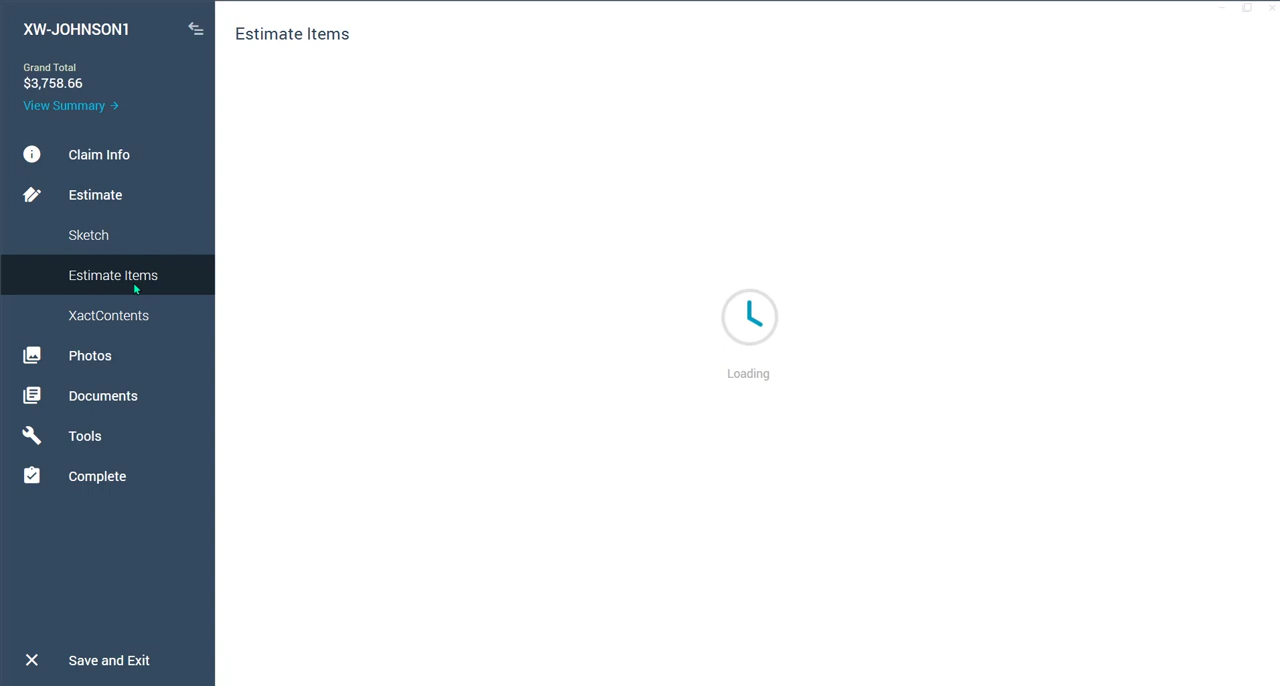 XW-JOHNSON1
Grand Total
$3,758.66
View Summary →
Claim Info
Estimate
Sketch
Estimate Items
XactContents
Photos
Documents
Tools
Complete
Save and Exit
Estimate Items
Loading